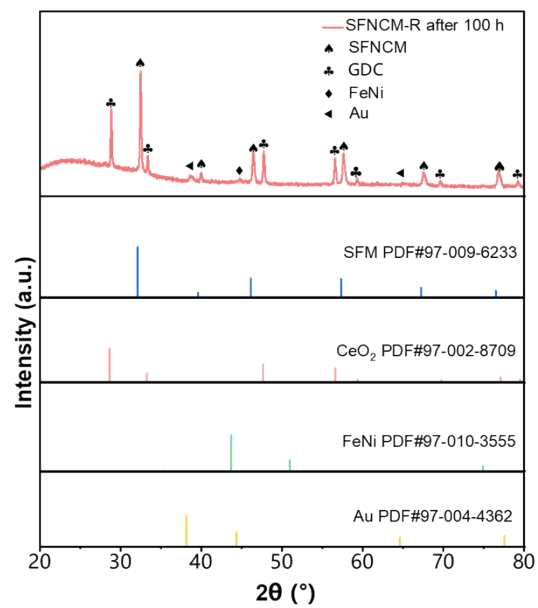 SFNCM-R after 100 h
♠ SFNCM
♣ GDC
♦ FeNi
◄ Au
SFM PDF#97-009-6233
CeO₂ PDF#97-002-8709
FeNi PDF#97-010-3555
Au PDF#97-004-4362
Intensity (a.u.)
20 30 40 50 60 70 80
2θ (°)